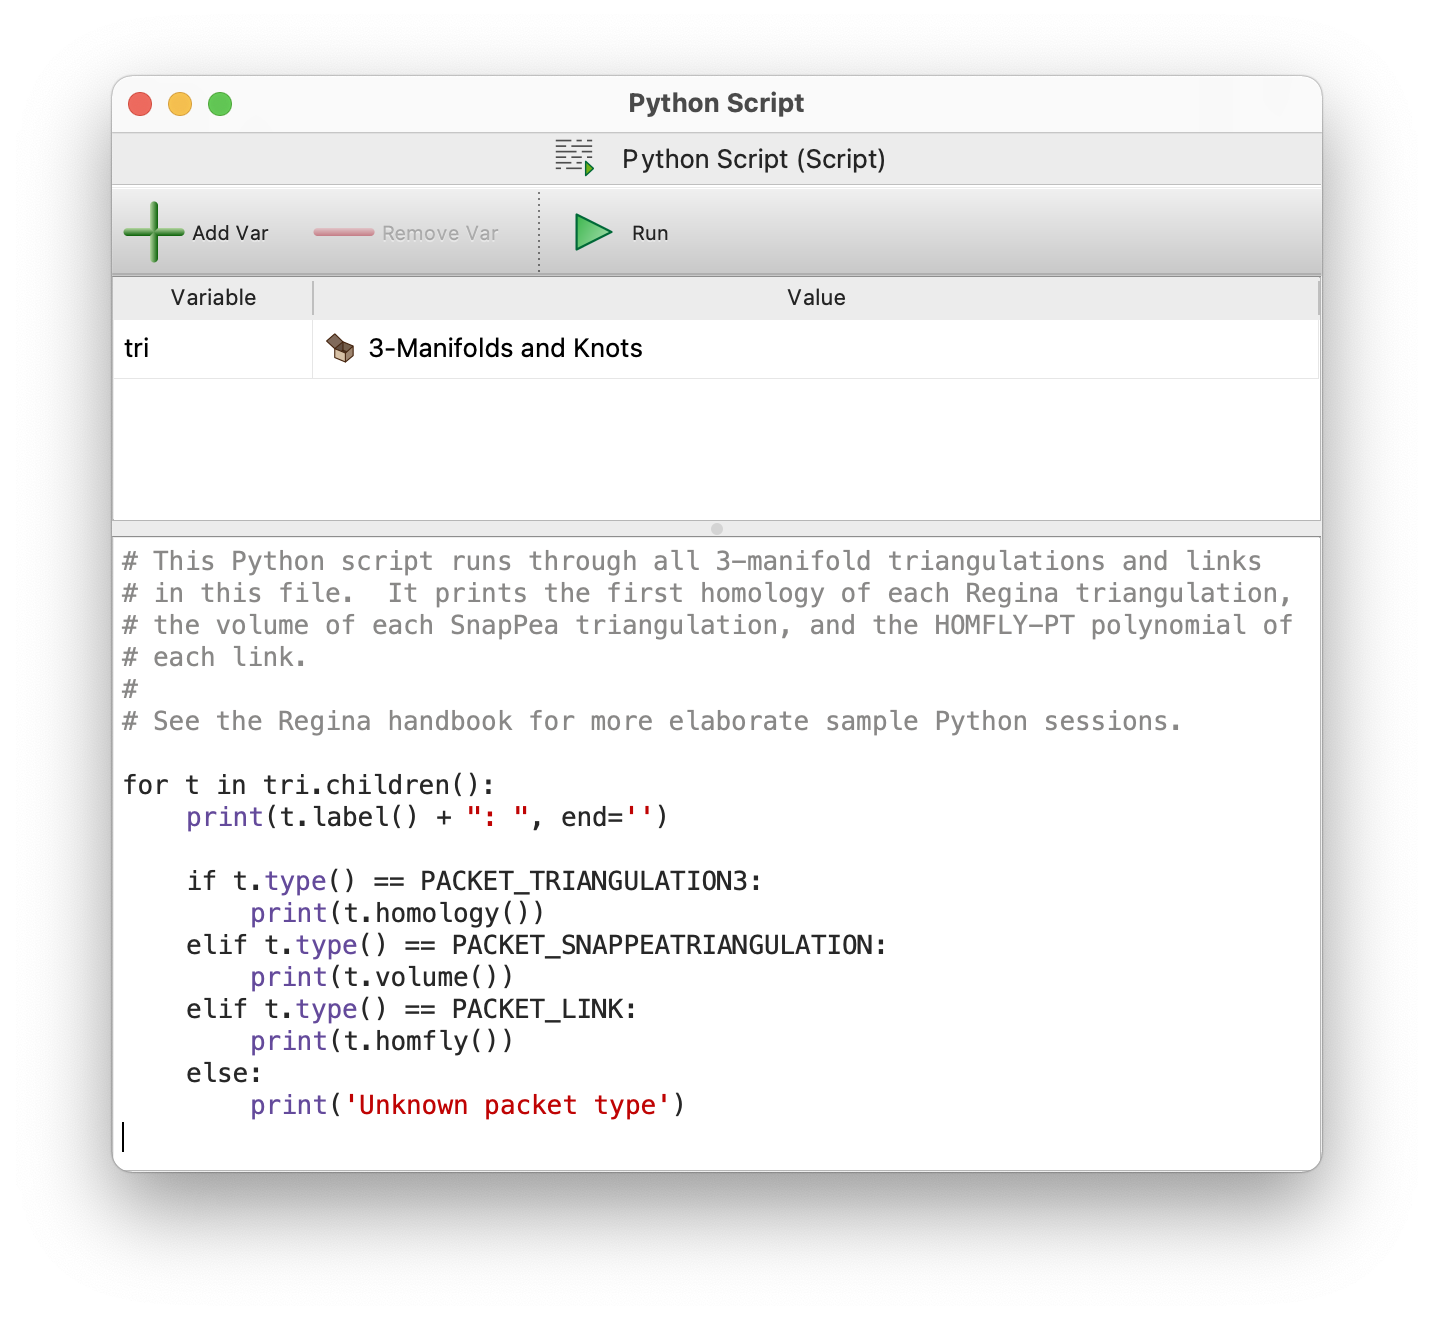 Python Script
Python Script (Script)
Add Var Remove Var Run
Variable Value
tri 3-Manifolds and Knots
# This Python script runs through all 3-manifold triangulations and links
# in this file.  It prints the first homology of each Regina triangulation,
# the volume of each SnapPea triangulation, and the HOMFLY-PT polynomial of
# each link.
#
# See the Regina handbook for more elaborate sample Python sessions.

for t in tri.children():
    print(t.label() + ": ", end='')

    if t.type() == PACKET_TRIANGULATION3:
        print(t.homology())
    elif t.type() == PACKET_SNAPPEATRIANGULATION:
        print(t.volume())
    elif t.type() == PACKET_LINK:
        print(t.homfly())
    else:
        print('Unknown packet type')